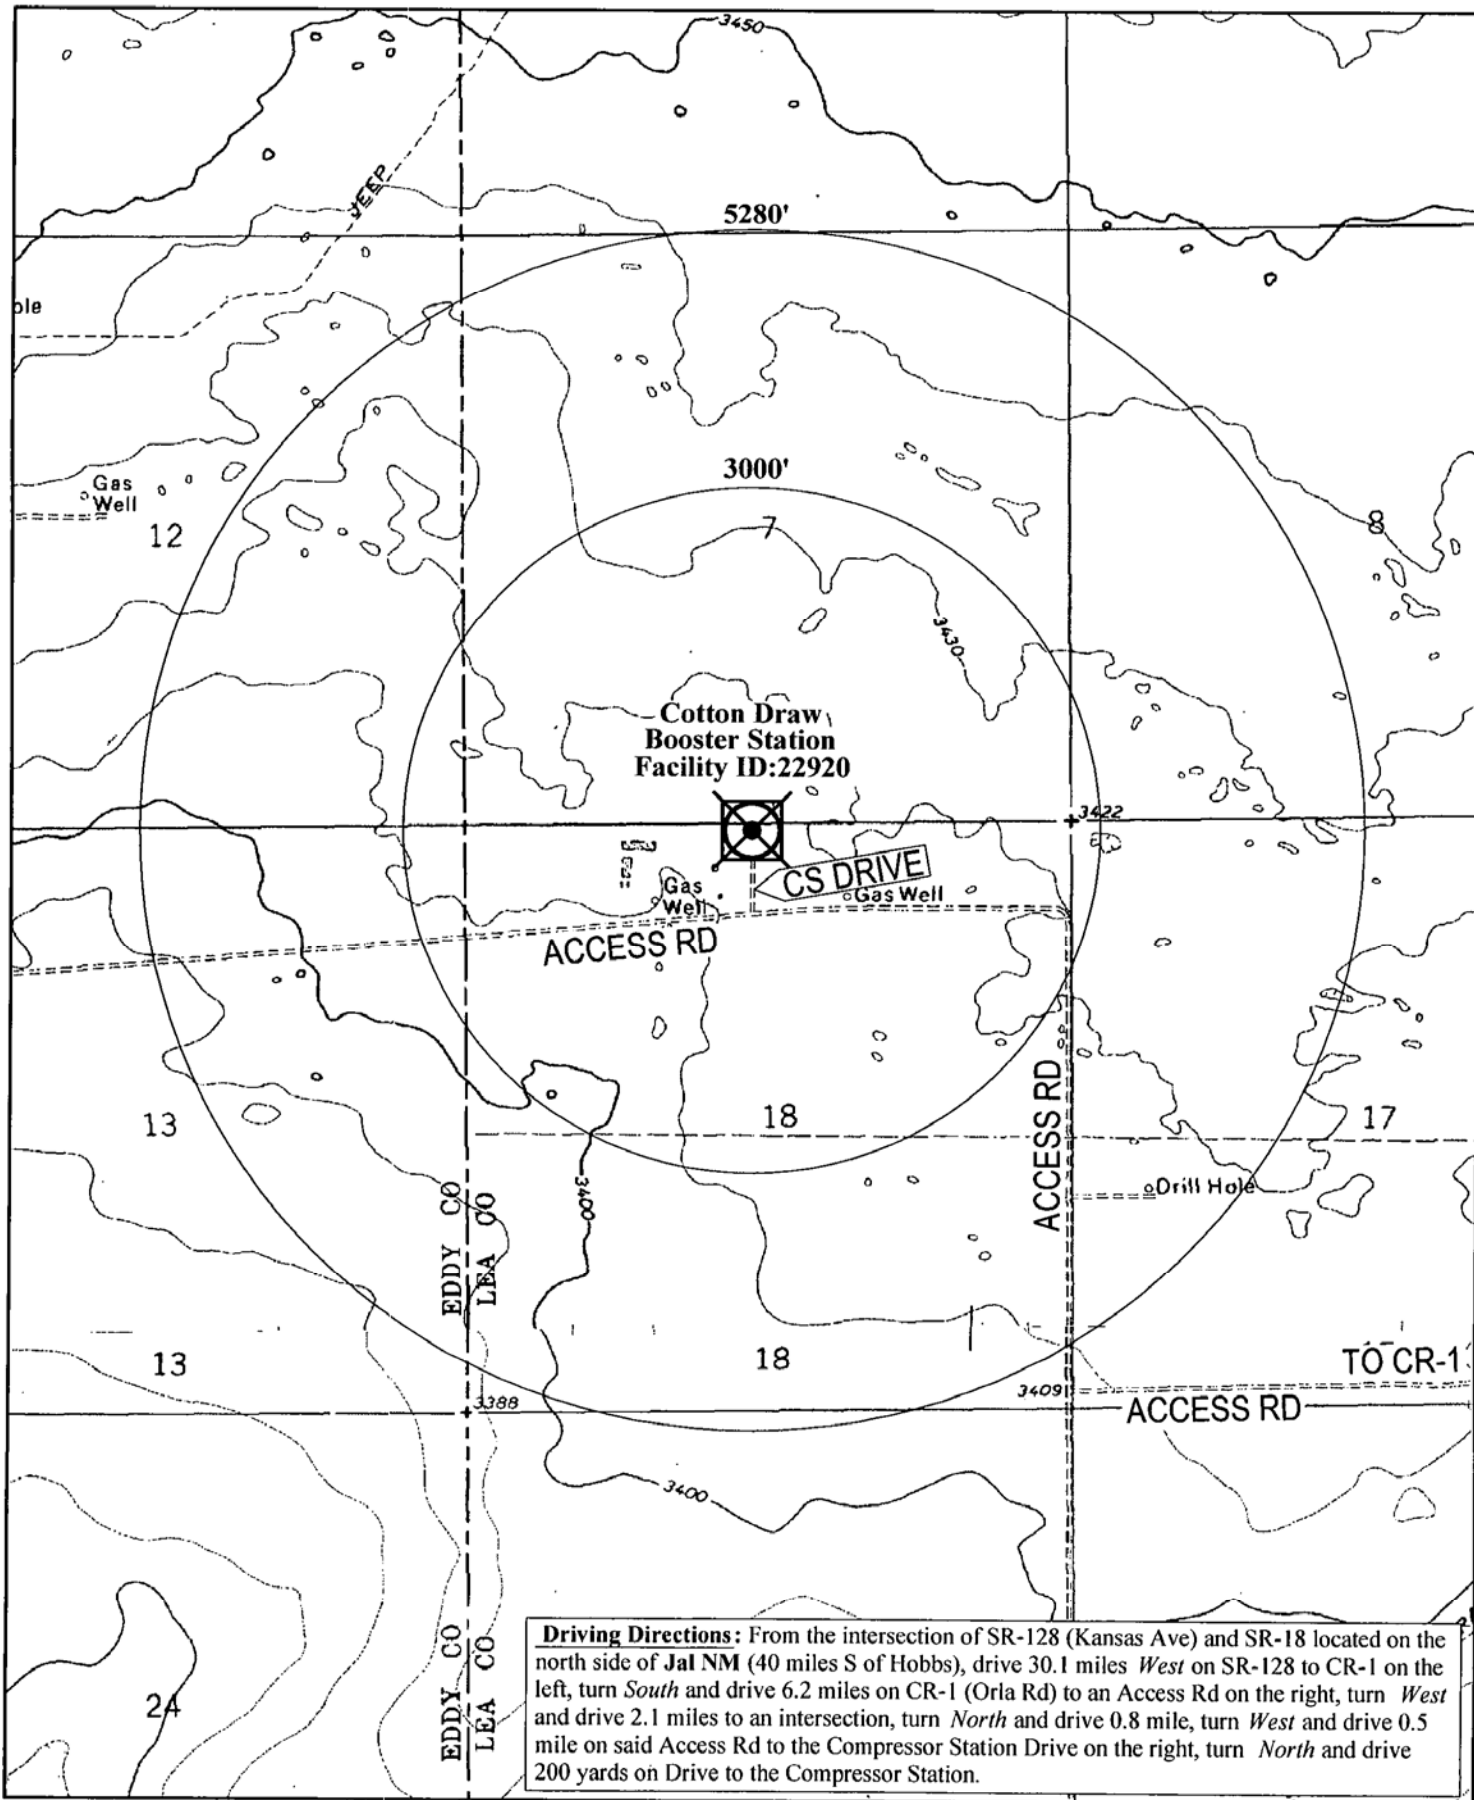 3450
JEEP
5280'
ole
3000'
Gas
Well
12
7
8
3430
Cotton Draw
Booster Station
Facility ID:22920
3422
CS DRIVE
Gas
Well
Gas Well
ACCESS RD
ACCESS RD
13
18
17
Drill Hole
3400
EDDY CO
LEA CO
13
18
TO CR-1
3409
3388
ACCESS RD
3400
24
EDDY CO
LEA CO
Driving Directions: From the intersection of SR-128 (Kansas Ave) and SR-18 located on the
north side of Jal NM (40 miles S of Hobbs), drive 30.1 miles West on SR-128 to CR-1 on the
left, turn South and drive 6.2 miles on CR-1 (Orla Rd) to an Access Rd on the right, turn West
and drive 2.1 miles to an intersection, turn North and drive 0.8 mile, turn West and drive 0.5
mile on said Access Rd to the Compressor Station Drive on the right, turn North and drive
200 yards on Drive to the Compressor Station.